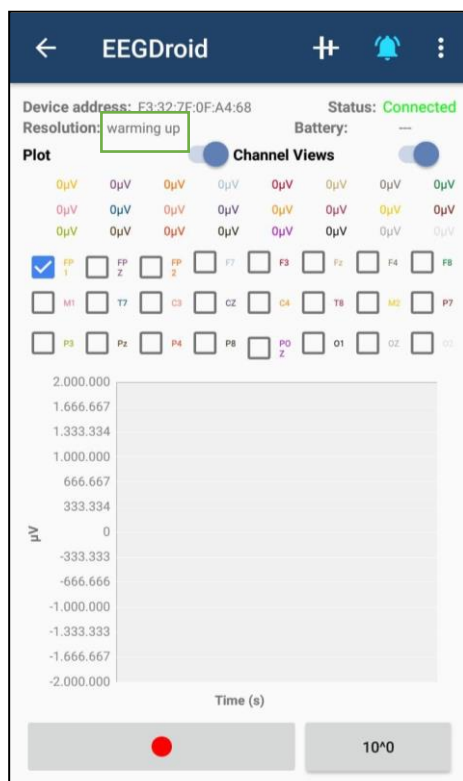 EEGDroid
Device address: F3:32:7F:0F:A4:68 Status: Connected
Resolution: warming up Battery: ---
Plot Channel Views
0µV 0µV 0µV 0µV 0µV 0µV 0µV 0µV
0µV 0µV 0µV 0µV 0µV 0µV 0µV 0µV
0µV 0µV 0µV 0µV 0µV 0µV 0µV 0µV
FP1 FPZ FP2 F7 F3 Fz F4 F8
M1 T7 C3 CZ C4 T8 M2 P7
P3 Pz P4 P8 POZ O1 OZ
2.000.000
1.666.667
1.333.334
1.000.000
666.667
333.334
0
-333.333
-666.666
-1.000.000
-1.333.333
-1.666.667
-2.000.000
µV
Time (s)
10^0